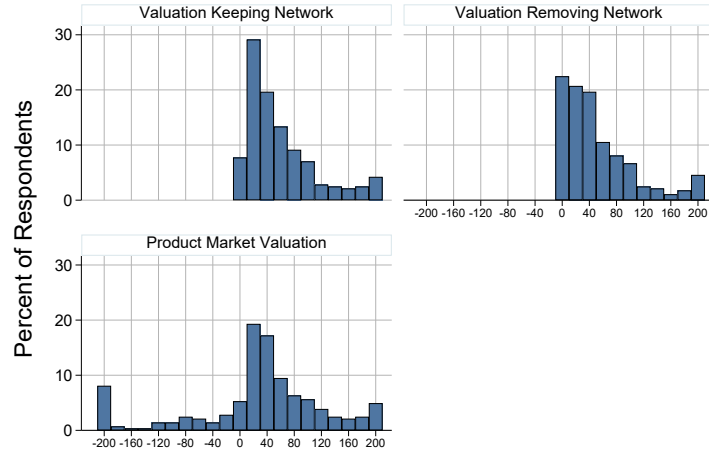 Valuation Keeping Network
Valuation Removing Network
30
20
10
0
-200 -160 -120 -80 -40 0 40 80 120 160 200
Product Market Valuation
30
20
10
0
-200 -160 -120 -80 -40 0 40 80 120 160 200
Percent of Respondents